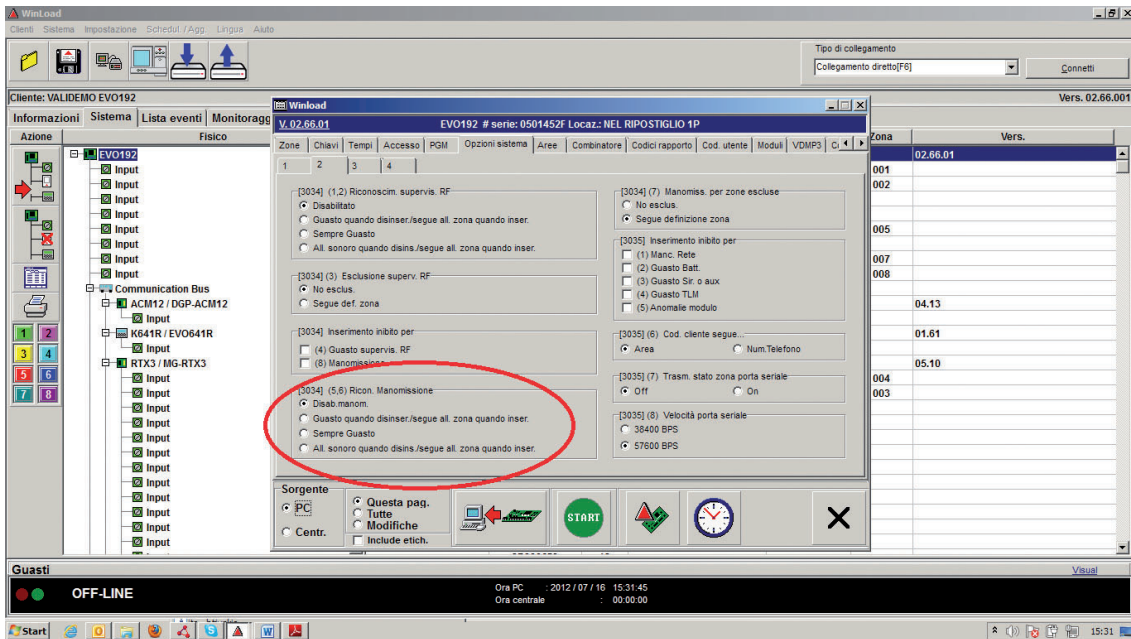 WinLoad
Clienti Sistema Impostazione Schedul. / Agg. Lingua Aiuto
Tipo di collegamento
Collegamento diretto[F6]
Connetti
Cliente: VALIDEMO EVO192
Vers. 02.66.001
Informazioni Sistema Lista eventi Monitoragg
Azione Fisico Zona Vers.
EVO192 02.66.01
Input 001
Input 002
Input
Input
Input 005
Input
Input 007
Input 008
Communication Bus
ACM12 / DGP-ACM12 04.13
Input
K641R / EVO641R 01.61
Input
RTX3 / MG-RTX3 05.10
Input 004
Input 003
Input
Input
Input
Input
Input
Input
Input
Input
Input
Input
1 2
3 4
5 6
7 8
Winload
V. 02.66.01 EVO192 # serie: 0501452F Locaz.: NEL RIPOSTIGLIO 1P
Zone Chiavi Tempi Accesso PGM Opzioni sistema Aree Combinatore Codici rapporto Cod. utente Moduli VDMP3
1 2 3 4
[3034] (1,2) Riconoscim. supervis. RF
Disabilitato
Guasto quando disinser./segue all. zona quando inser.
Sempre Guasto
All. sonoro quando disins./segue all. zona quando inser.
[3034] (3) Esclusione superv. RF
No esclus.
Segue def. zona
[3034] Inserimento inibito per
(4) Guasto supervis. RF
(8) Manomissione
[3034] (5,6) Ricon. Manomissione
Disab.manom.
Guasto quando disinser./segue all. zona quando inser.
Sempre Guasto
All. sonoro quando disins./segue all. zona quando inser.
[3034] (7) Manomiss. per zone escluse
No esclus.
Segue definizione zona
[3035] Inserimento inibito per
(1) Manc. Rete
(2) Guasto Batt.
(3) Guasto Sir. o aux
(4) Guasto TLM
(5) Anomalie modulo
[3035] (6) Cod. cliente segue...
Area Num.Telefono
[3035] (7) Trasm. stato zona porta seriale
Off On
[3035] (8) Velocità porta seriale
38400 BPS
57600 BPS
Sorgente
PC
Centr.
Questa pag.
Tutte
Modifiche
Include etich.
START
Guasti Visual
OFF-LINE
Ora PC : 2012 / 07 / 16 15:31:45
Ora centrale : 00:00:00
Start
15:31